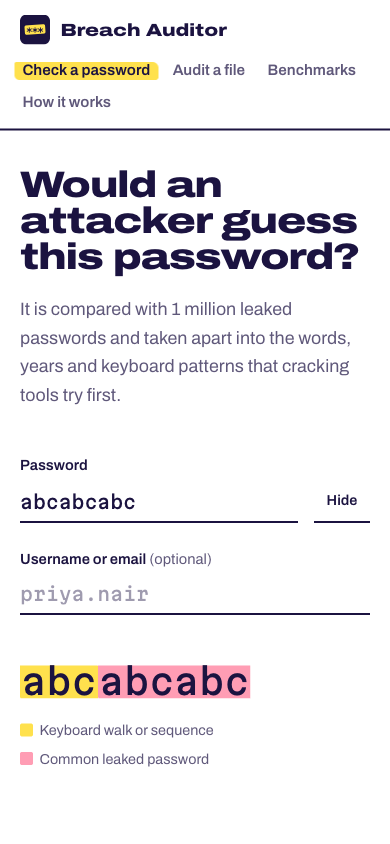 ***
Breach Auditor
Check a password Audit a file Benchmarks
How it works
Would an
attacker guess
this password?
It is compared with 1 million leaked
passwords and taken apart into the words,
years and keyboard patterns that cracking
tools try first.
Password
abcabcabc Hide
Username or email (optional)
priya.nair
abcabcabc
Keyboard walk or sequence
Common leaked password